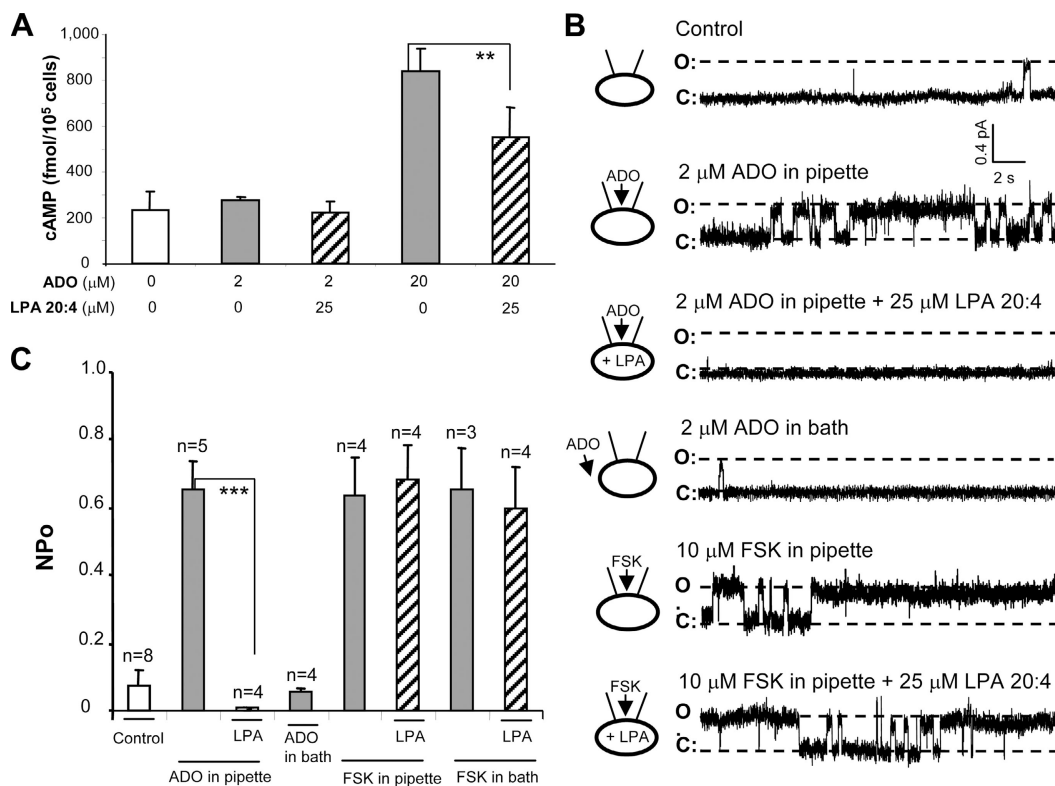 A
cAMP (fmol/10⁵ cells)
1,000
800
600
400
200
0
**
ADO (μM) 0 2 2 20 20
LPA 20:4 (μM) 0 0 25 0 25
B
Control
O:
C:
0.4 pA
2 s
2 μM ADO in pipette
ADO
O:
C:
2 μM ADO in pipette + 25 μM LPA 20:4
ADO
+ LPA
O:
C:
2 μM ADO in bath
ADO
O:
C:
10 μM FSK in pipette
FSK
O:
C:
10 μM FSK in pipette + 25 μM LPA 20:4
FSK
+ LPA
O
C:
C
NPo
1.0
0.8
0.6
0.4
0.2
0
n=8
n=5
***
n=4
n=4
n=4
n=4
n=3
n=4
Control
LPA
ADO
in bath
LPA
LPA
ADO in pipette
FSK in pipette
FSK in bath